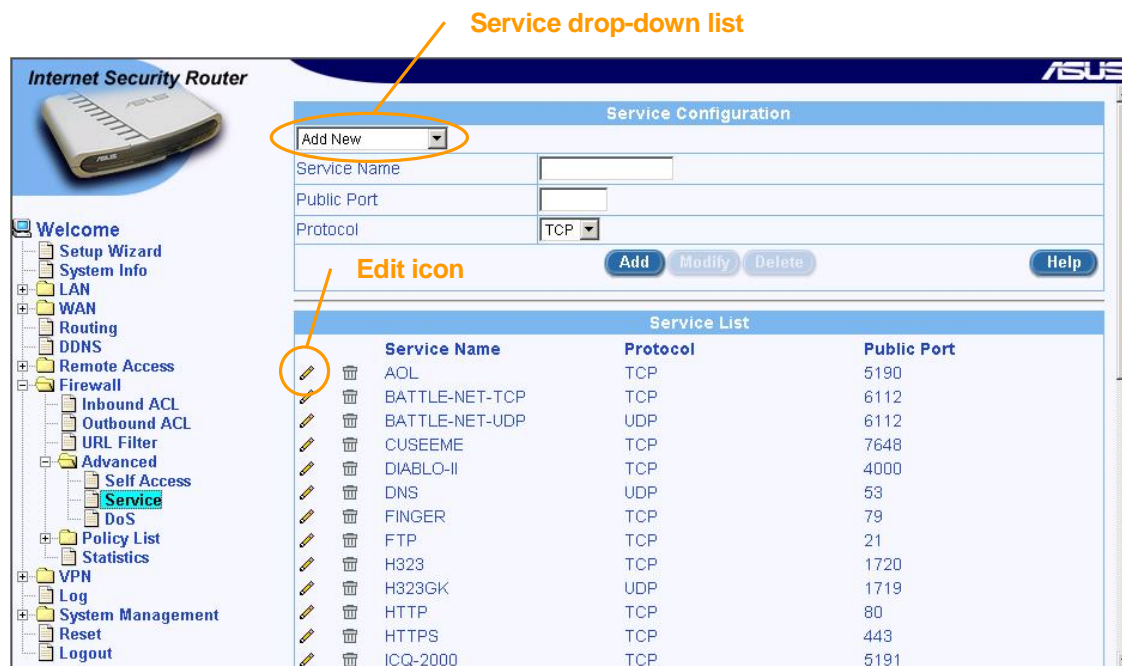 Service drop-down list
Internet Security Router
ASUS
Service Configuration
Add New
Service Name
Public Port
Protocol
TCP
Add Modify Delete Help
Edit icon
Welcome
Setup Wizard
System Info
LAN
WAN
Routing
DDNS
Remote Access
Firewall
Inbound ACL
Outbound ACL
URL Filter
Advanced
Self Access
Service
DoS
Policy List
Statistics
VPN
Log
System Management
Reset
Logout
Service List
Service Name Protocol Public Port
AOL TCP 5190
BATTLE-NET-TCP TCP 6112
BATTLE-NET-UDP UDP 6112
CUSEEME TCP 7648
DIABLO-II TCP 4000
DNS UDP 53
FINGER TCP 79
FTP TCP 21
H323 TCP 1720
H323GK UDP 1719
HTTP TCP 80
HTTPS TCP 443
ICQ-2000 TCP 5191